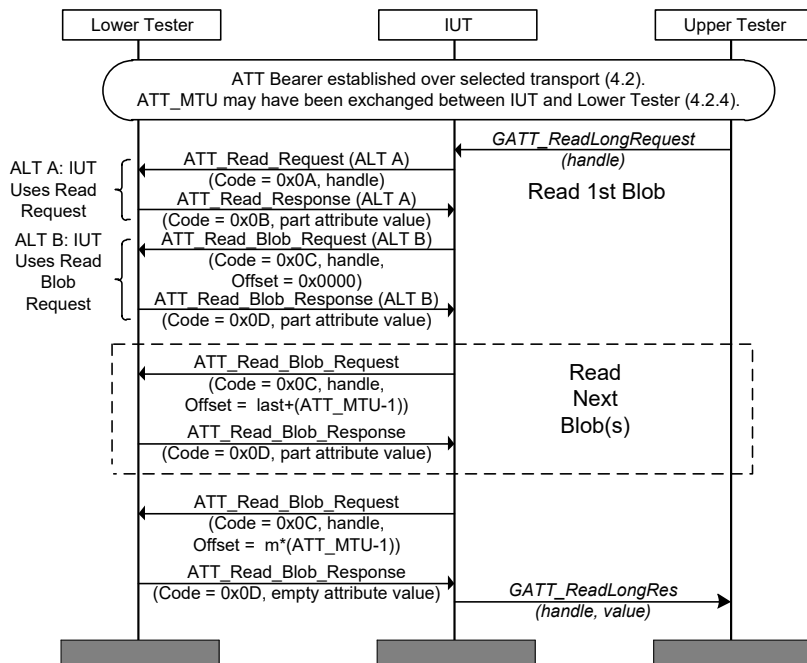 Lower Tester
IUT
Upper Tester
ATT Bearer established over selected transport (4.2).
ATT_MTU may have been exchanged between IUT and Lower Tester (4.2.4).
GATT_ReadLongRequest
(handle)
Read 1st Blob
ALT A: IUT
Uses Read
Request
ATT_Read_Request (ALT A)
(Code = 0x0A, handle)
ATT_Read_Response (ALT A)
(Code = 0x0B, part attribute value)
ALT B: IUT
Uses Read
Blob
Request
ATT_Read_Blob_Request (ALT B)
(Code = 0x0C, handle,
Offset = 0x0000)
ATT_Read_Blob_Response (ALT B)
(Code = 0x0D, part attribute value)
ATT_Read_Blob_Request
(Code = 0x0C, handle,
Offset = last+(ATT_MTU-1))
ATT_Read_Blob_Response
(Code = 0x0D, part attribute value)
Read
Next
Blob(s)
ATT_Read_Blob_Request
(Code = 0x0C, handle,
Offset = m*(ATT_MTU-1))
ATT_Read_Blob_Response
(Code = 0x0D, empty attribute value)
GATT_ReadLongRes
(handle, value)